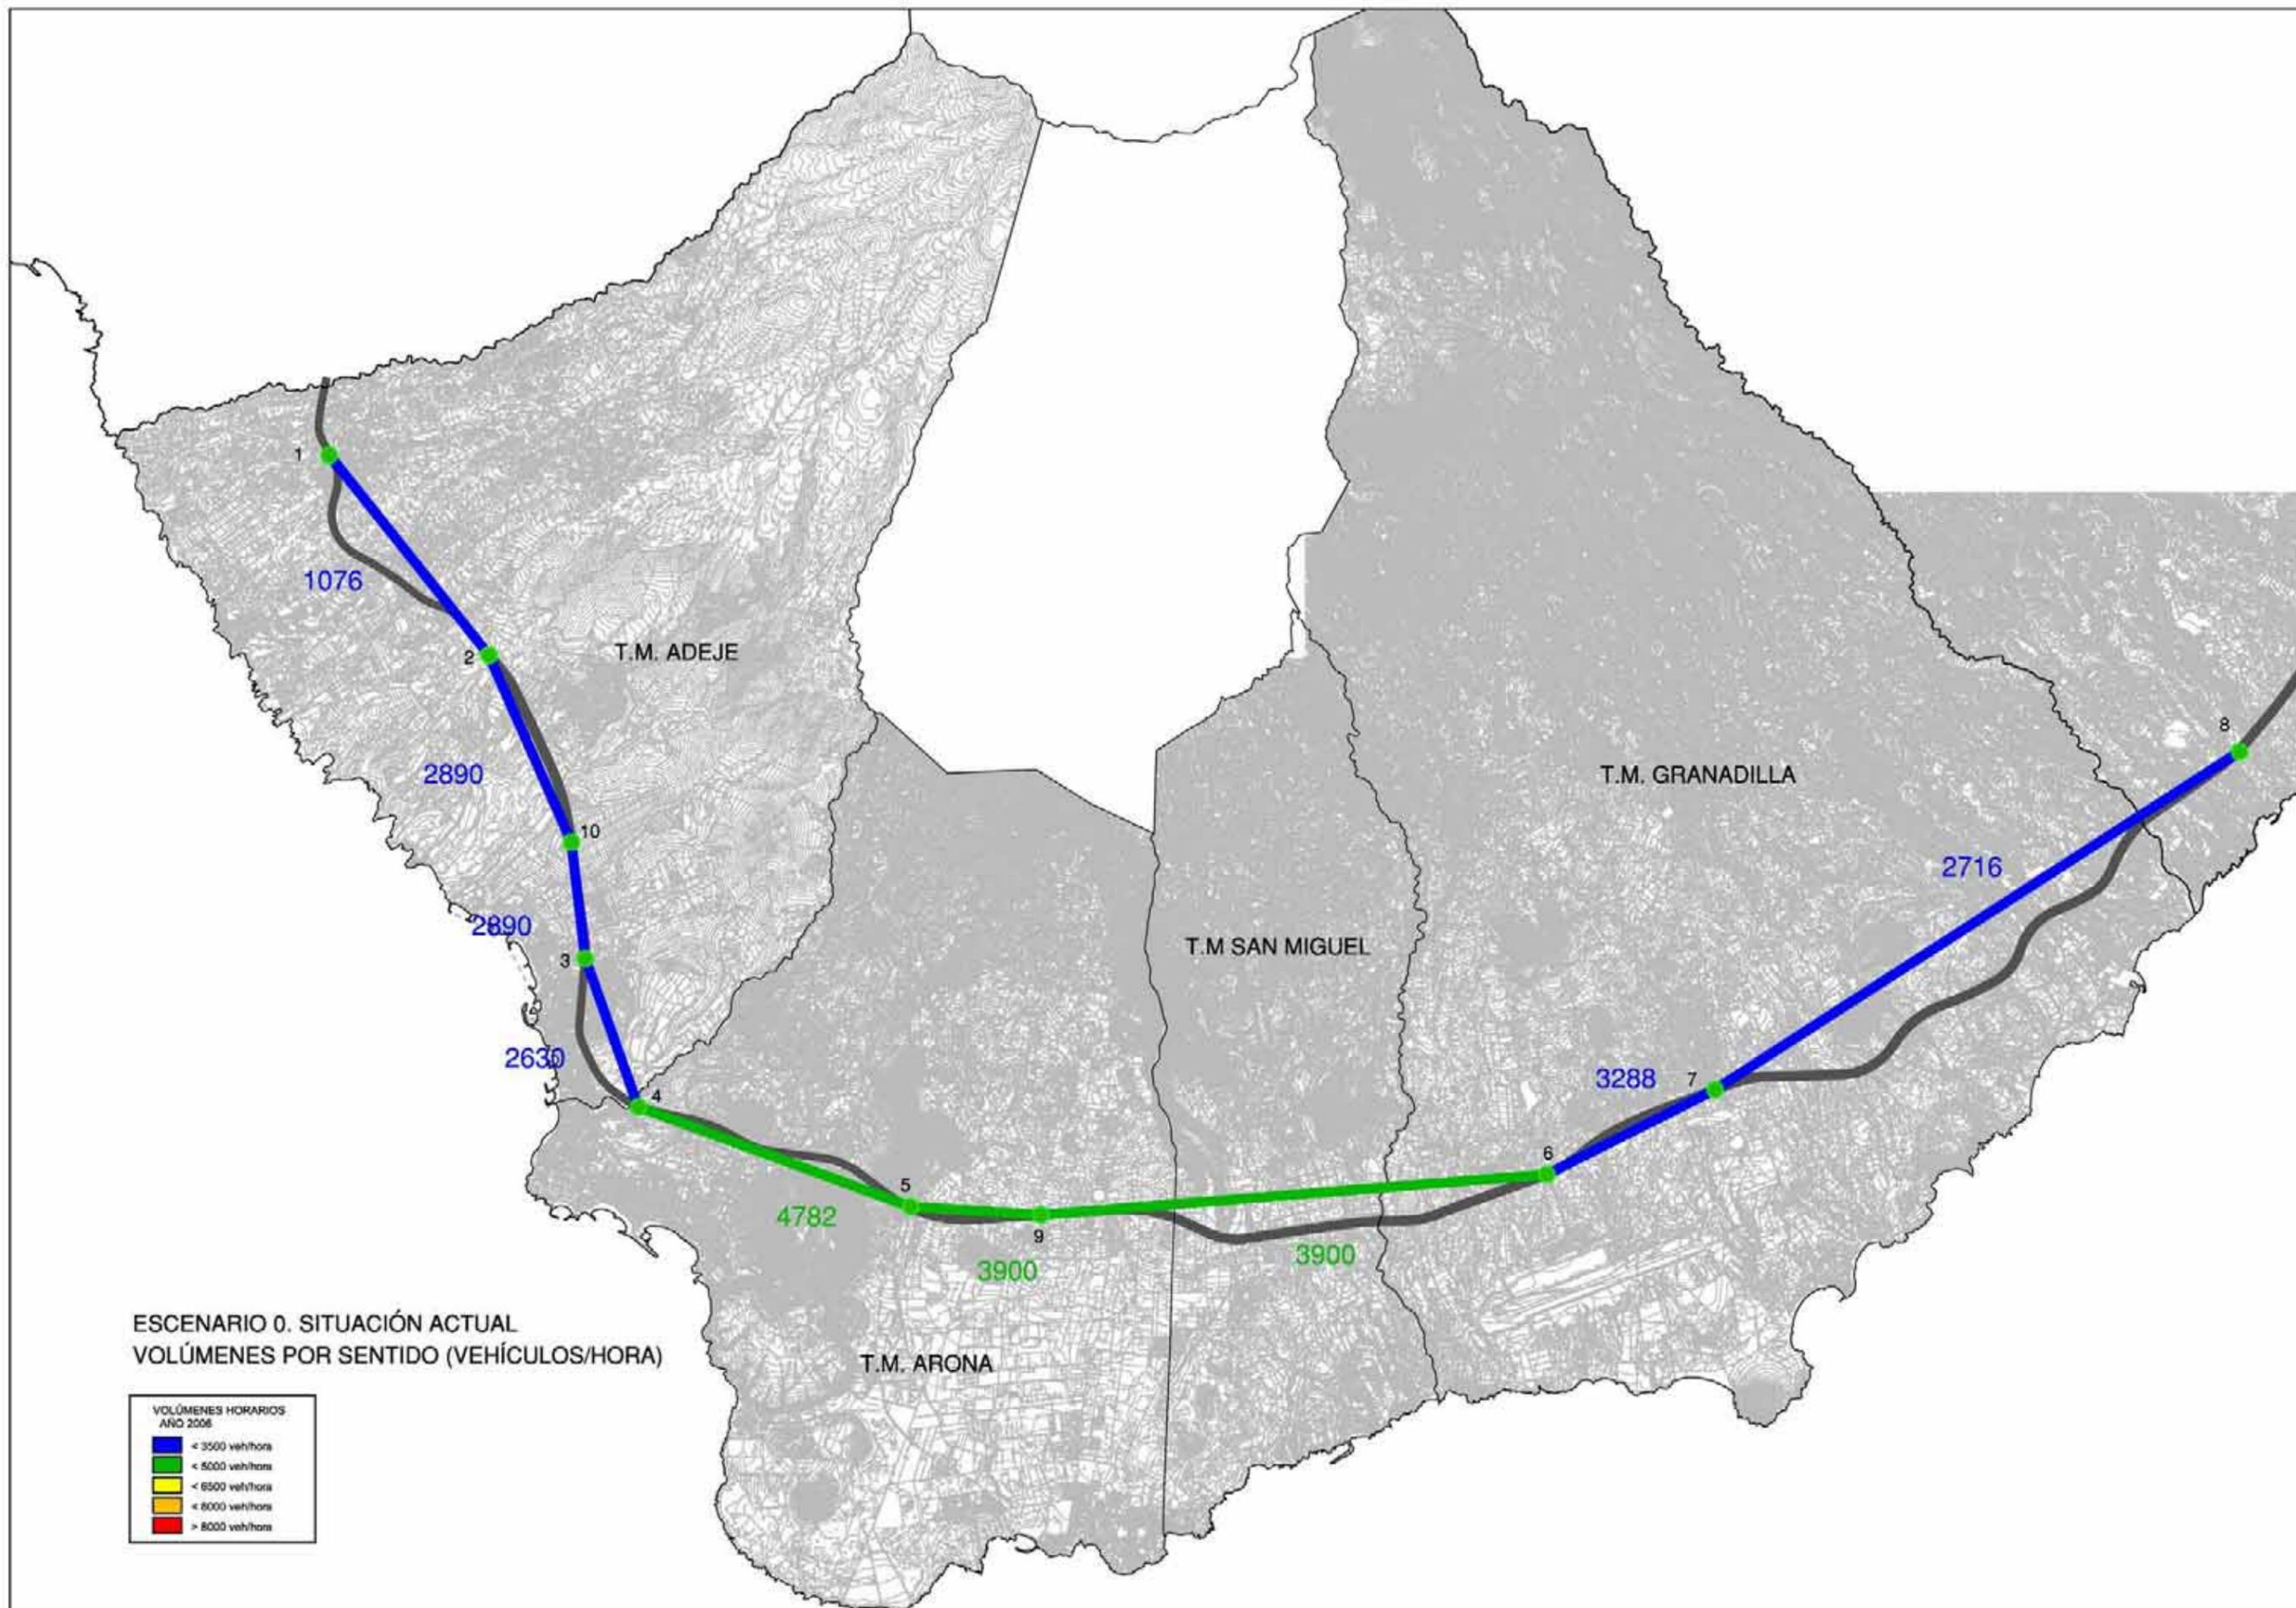 1
1076
2
T.M. ADEJE
8
2890
T.M. GRANADILLA
10
2716
2890
T.M SAN MIGUEL
3
2630
3288
7
4
6
5
4782
9
3900
3900
ESCENARIO 0. SITUACIÓN ACTUAL
VOLÚMENES POR SENTIDO (VEHÍCULOS/HORA)
T.M. ARONA
VOLÚMENES HORARIOS
AÑO 2006
< 3500 veh/hora
< 5000 veh/hora
< 6500 veh/hora
< 8000 veh/hora
> 8000 veh/hora